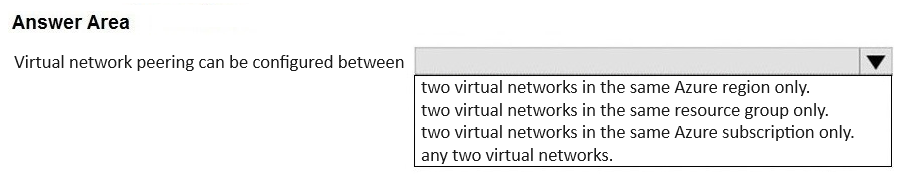 Answer Area
Virtual network peering can be configured between
two virtual networks in the same Azure region only.
two virtual networks in the same resource group only.
two virtual networks in the same Azure subscription only.
any two virtual networks.